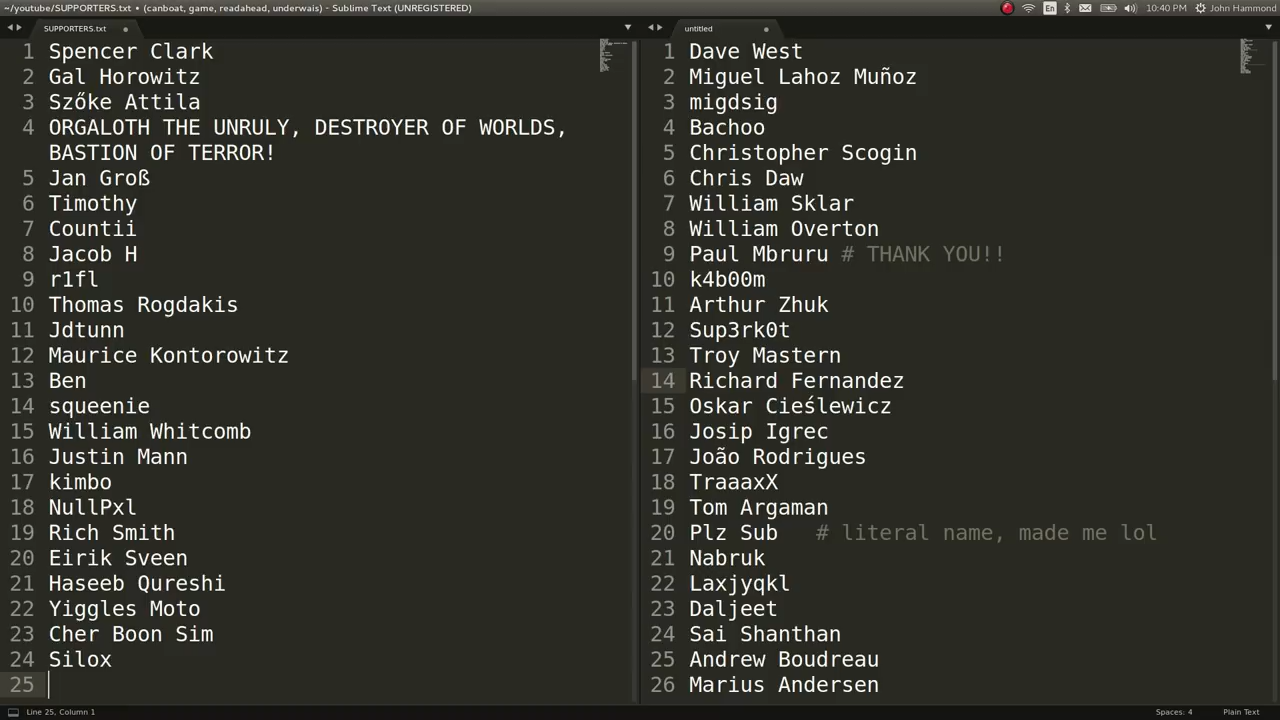 ~/youtube/SUPPORTERS.txt • (canboat, game, readahead, underwais) - Sublime Text (UNREGISTERED)
En
10:40 PM
John Hammond
SUPPORTERS.txt
untitled
1 Spencer Clark
2 Gal Horowitz
3 Szőke Attila
4 ORGALOTH THE UNRULY, DESTROYER OF WORLDS,
BASTION OF TERROR!
5 Jan Groß
6 Timothy
7 Countii
8 Jacob H
9 r1fl
10 Thomas Rogdakis
11 Jdtunn
12 Maurice Kontorowitz
13 Ben
14 squeenie
15 William Whitcomb
16 Justin Mann
17 kimbo
18 NullPxl
19 Rich Smith
20 Eirik Sveen
21 Haseeb Qureshi
22 Yiggles Moto
23 Cher Boon Sim
24 Silox
25
1 Dave West
2 Miguel Lahoz Muñoz
3 migdsig
4 Bachoo
5 Christopher Scogin
6 Chris Daw
7 William Sklar
8 William Overton
9 Paul Mbruru # THANK YOU!!
10 k4b00m
11 Arthur Zhuk
12 Sup3rk0t
13 Troy Mastern
14 Richard Fernandez
15 Oskar Cieślewicz
16 Josip Igrec
17 João Rodrigues
18 TraaaxX
19 Tom Argaman
20 Plz Sub   # literal name, made me lol
21 Nabruk
22 Laxjyqkl
23 Daljeet
24 Sai Shanthan
25 Andrew Boudreau
26 Marius Andersen
Line 25, Column 1
Spaces: 4
Plain Text